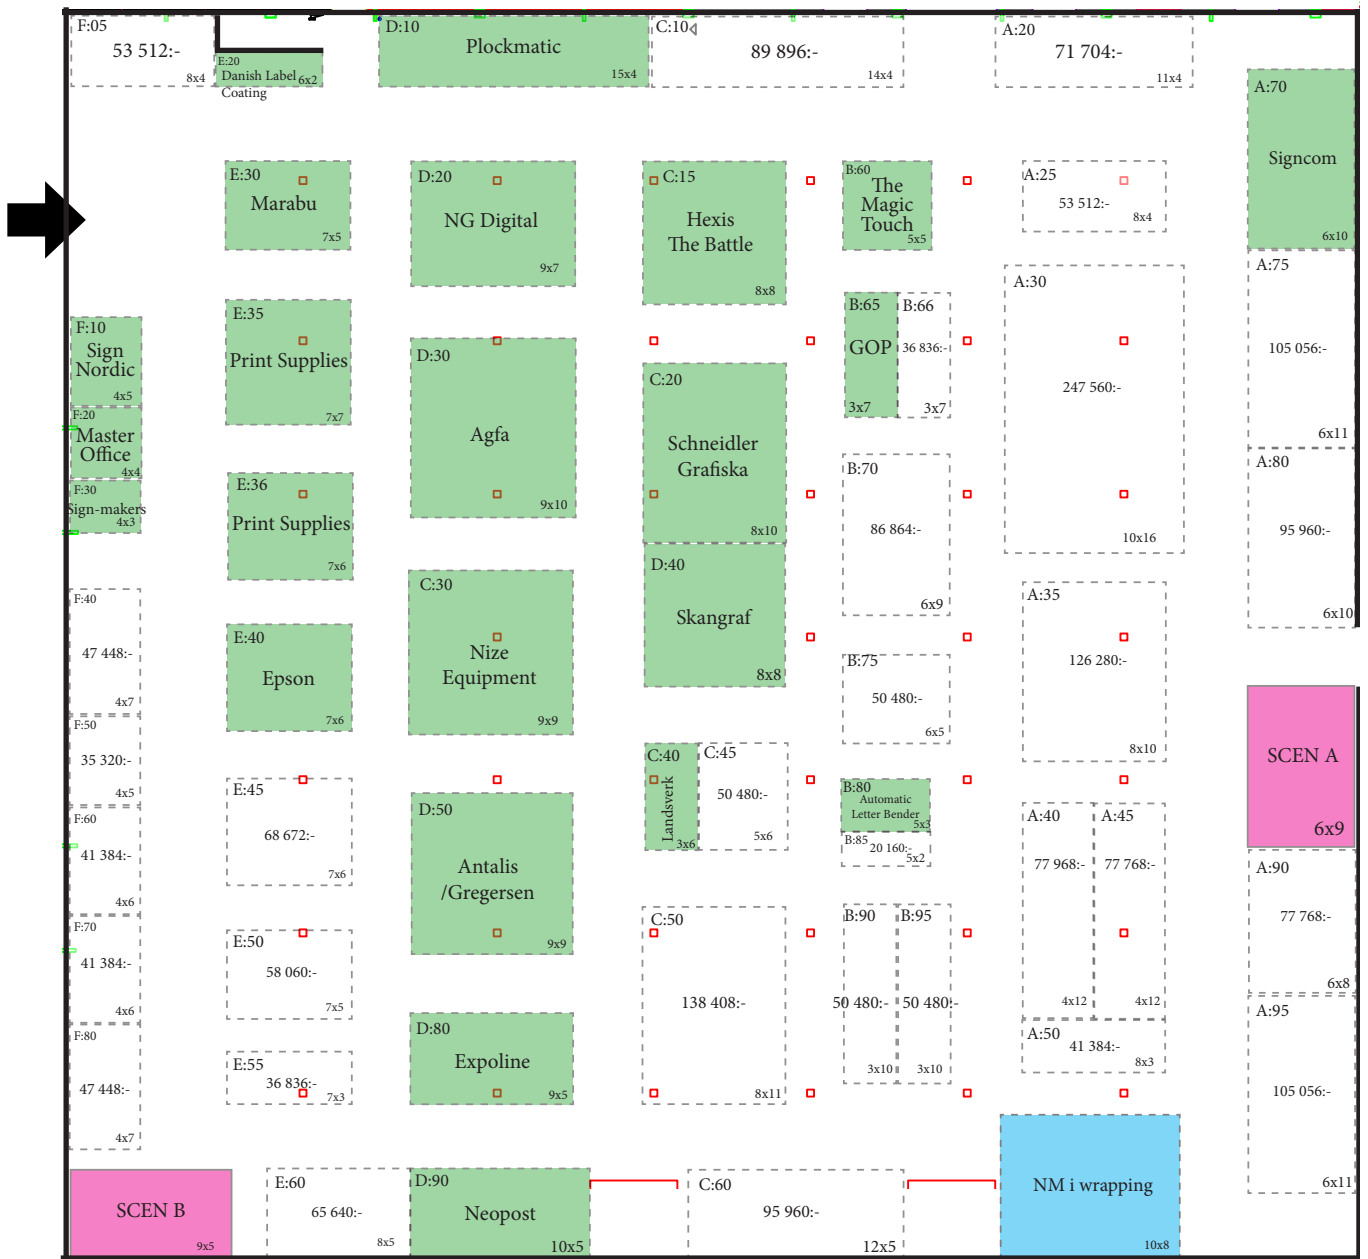 F:05
53 512:-
8x4
E:20
Danish Label
Coating
6x2
D:10
Plockmatic
15x4
C:10
89 896:-
14x4
A:20
71 704:-
11x4
A:70
Signcom
6x10
E:30
Marabu
7x5
D:20
NG Digital
9x7
C:15
Hexis
The Battle
8x8
B:60
The
Magic
Touch
5x5
A:25
53 512:-
8x4
A:75
105 056:-
6x11
A:30
247 560:-
10x16
F:10
Sign
Nordic
4x5
E:35
Print Supplies
7x7
D:30
Agfa
9x10
C:20
Schneidler
Grafiska
8x10
B:65
GOP
3x7
B:66
36 836:-
3x7
F:20
Master
Office
4x4
F:30
Sign-makers
4x3
E:36
Print Supplies
7x6
B:70
86 864:-
6x9
A:80
95 960:-
6x10
F:40
47 448:-
4x7
E:40
Epson
7x6
C:30
Nize
Equipment
9x9
D:40
Skangraf
8x8
B:75
50 480:-
6x5
A:35
126 280:-
8x10
SCEN A
6x9
F:50
35 320:-
4x5
E:45
68 672:-
7x6
D:50
Antalis
/Gregersen
9x9
C:40
Landsverk
3x6
C:45
50 480:-
5x6
B:80
Automatic
Letter Bender
5x3
B:85
20 160:-
5x2
A:40
77 968:-
4x12
A:45
77 768:-
4x12
A:90
77 768:-
6x8
F:60
41 384:-
4x6
F:70
41 384:-
4x6
E:50
58 060:-
7x5
C:50
138 408:-
8x11
B:90
50 480:-
3x10
B:95
50 480:-
3x10
A:50
41 384:-
8x3
A:95
105 056:-
6x11
F:80
47 448:-
4x7
E:55
36 836:-
7x3
D:80
Expoline
9x5
SCEN B
9x5
E:60
65 640:-
8x5
D:90
Neopost
10x5
C:60
95 960:-
12x5
NM i wrapping
10x8